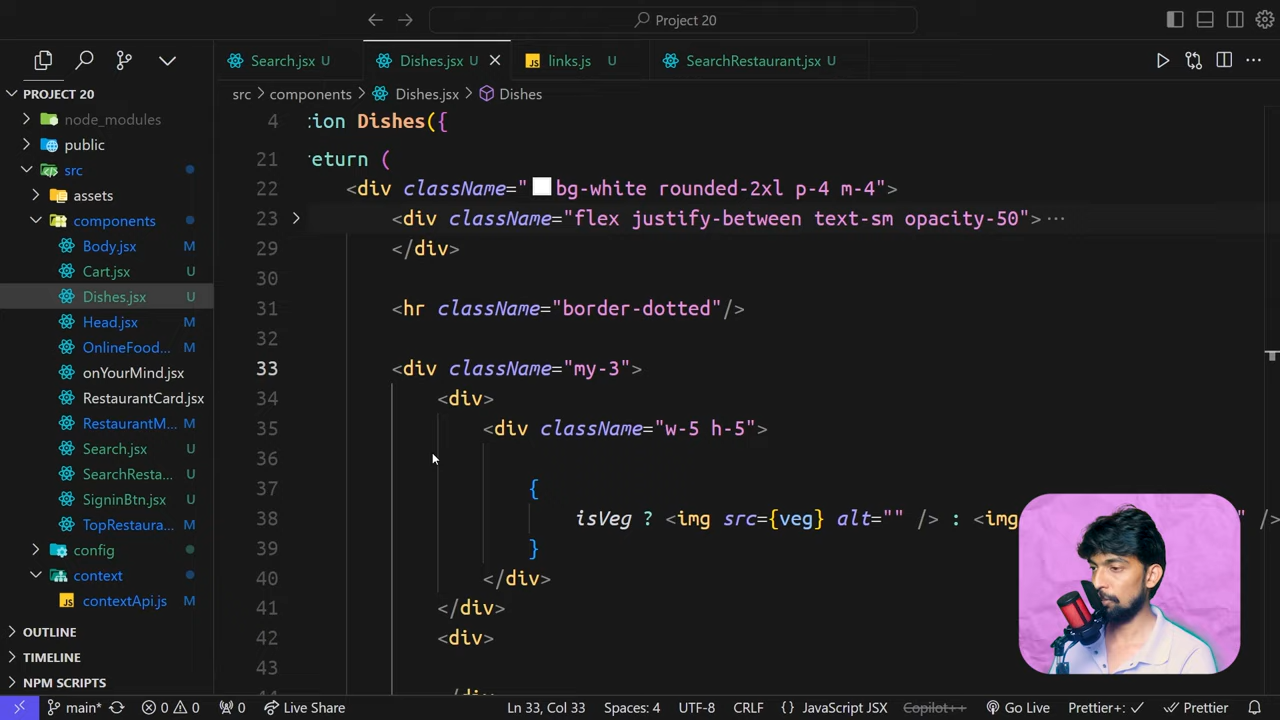 Project 20
Search.jsx U
Dishes.jsx U
links.js U
SearchRestaurant.jsx U
PROJECT 20
node_modules
public
src
assets
components
Body.jsx M
Cart.jsx U
Dishes.jsx U
Head.jsx M
OnlineFood... M
onYourMind.jsx
RestaurantCard.jsx
RestaurantM... M
Search.jsx U
SearchResta... U
SigninBtn.jsx U
TopRestaura... M
config
context
contextApi.js M
OUTLINE
TIMELINE
NPM SCRIPTS
src > components > Dishes.jsx > Dishes
4 :ion Dishes({
21 return (
22 <div className="bg-white rounded-2xl p-4 m-4">
23 <div className="flex justify-between text-sm opacity-50">···
29 </div>
30
31 <hr className="border-dotted"/>
32
33 <div className="my-3">
34 <div>
35 <div className="w-5 h-5">
36
37 {
38 isVeg ? <img src={veg} alt="" /> : <img " />
39 }
40 </div>
41 </div>
42 <div>
43
44 </div>
main* 0 0 0 Live Share Ln 33, Col 33 Spaces: 4 UTF-8 CRLF {} JavaScript JSX Copilot++ Go Live Prettier+: ✓ Prettier